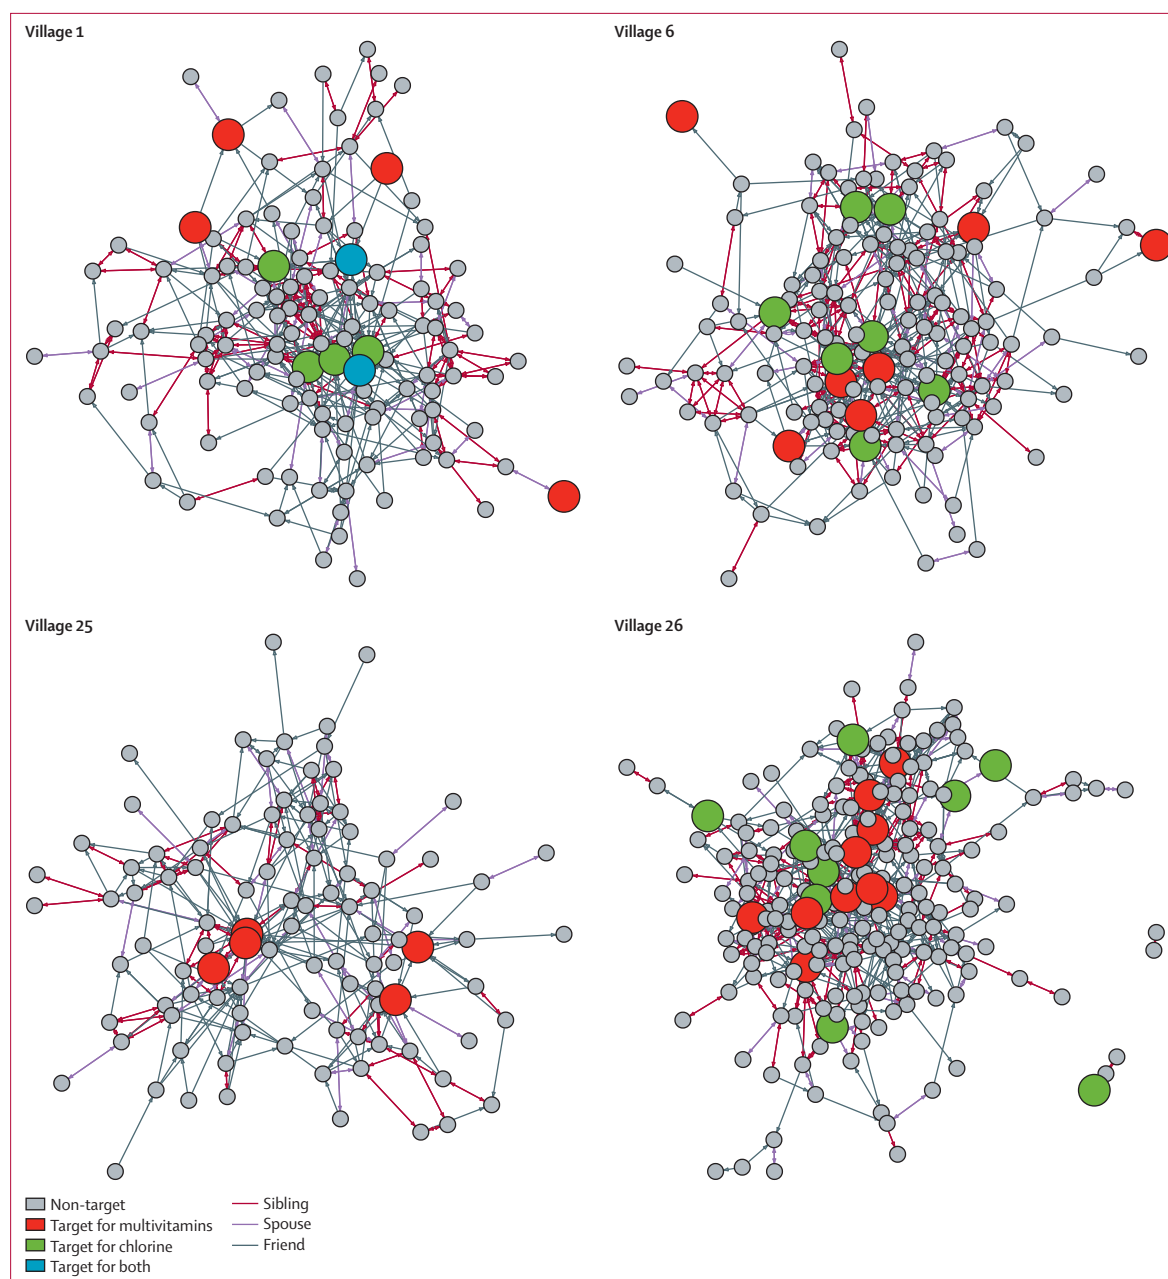 Village 1
Village 6
Village 25
Village 26
Non-target
Target for multivitamins
Target for chlorine
Target for both
Sibling
Spouse
Friend